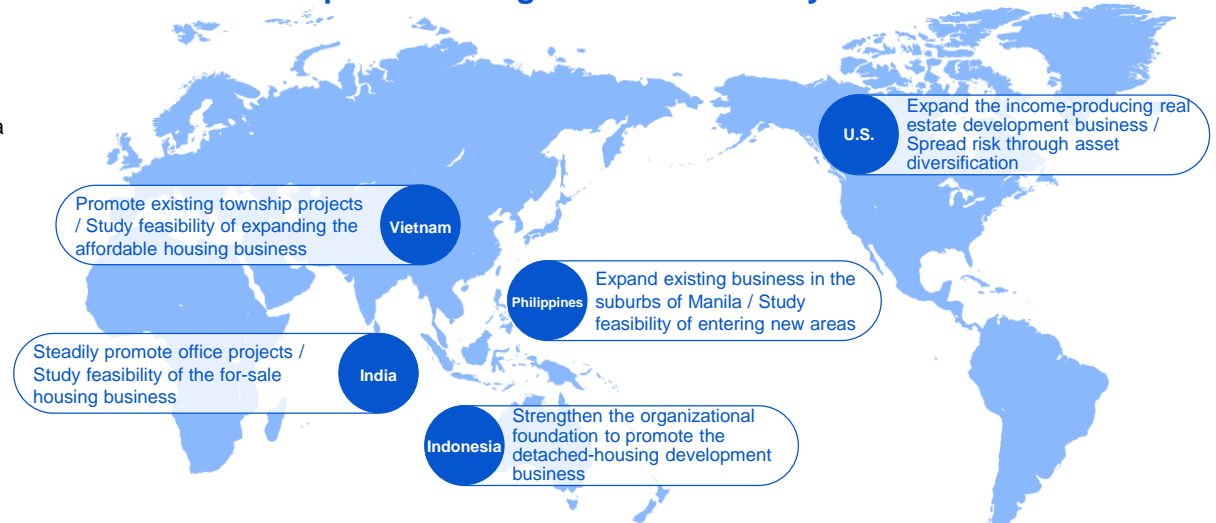 a
U.S.
Expand the income-producing real
estate development business /
Spread risk through asset
diversification
Promote existing township projects
/ Study feasibility of expanding the
affordable housing business
Vietnam
Philippines
Expand existing business in the
suburbs of Manila / Study
feasibility of entering new areas
Steadily promote office projects /
Study feasibility of the for-sale
housing business
India
Indonesia
Strengthen the organizational
foundation to promote the
detached-housing development
business